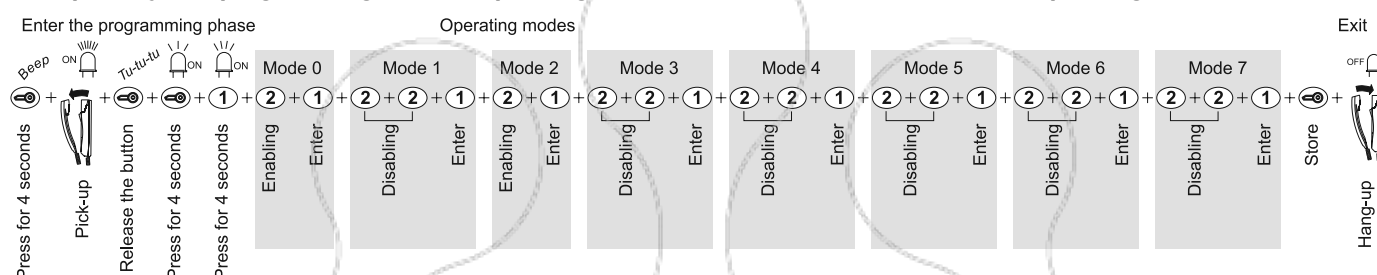 Enter the programming phase
Operating modes
Exit
Beep
ON
Tu-tu-tu
ON
ON
OFF
Mode 0
Mode 1
Mode 2
Mode 3
Mode 4
Mode 5
Mode 6
Mode 7
+ + + 1 + 2 + 1 + 2 + 2 + 1 + 2 + 1 + 2 + 2 + 1 + 2 + 2 + 1 + 2 + 2 + 1 + 2 + 2 + 1 + 2 + 2 + 1 + +
Press for 4 seconds
Pick-up
Release the button
Press for 4 seconds
Press for 4 seconds
Enabling
Enter
Disabling
Enter
Enabling
Enter
Disabling
Enter
Disabling
Enter
Disabling
Enter
Disabling
Enter
Disabling
Enter
Store
Hang-up